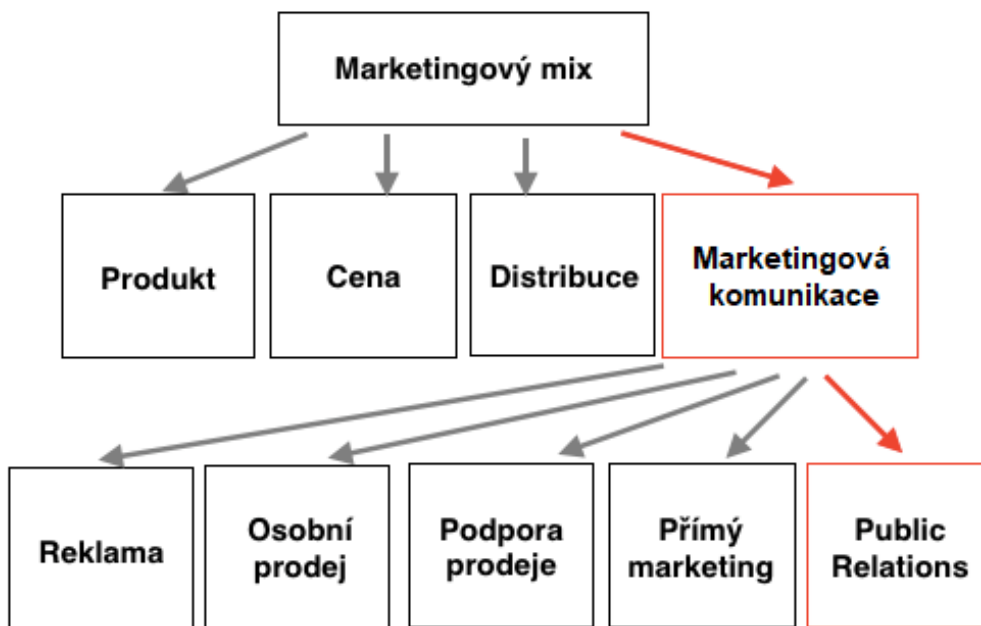 Marketingový mix
Produkt
Cena
Distribuce
Marketingová
komunikace
Reklama
Osobní
prodej
Podpora
prodeje
Přímý
marketing
Public
Relations